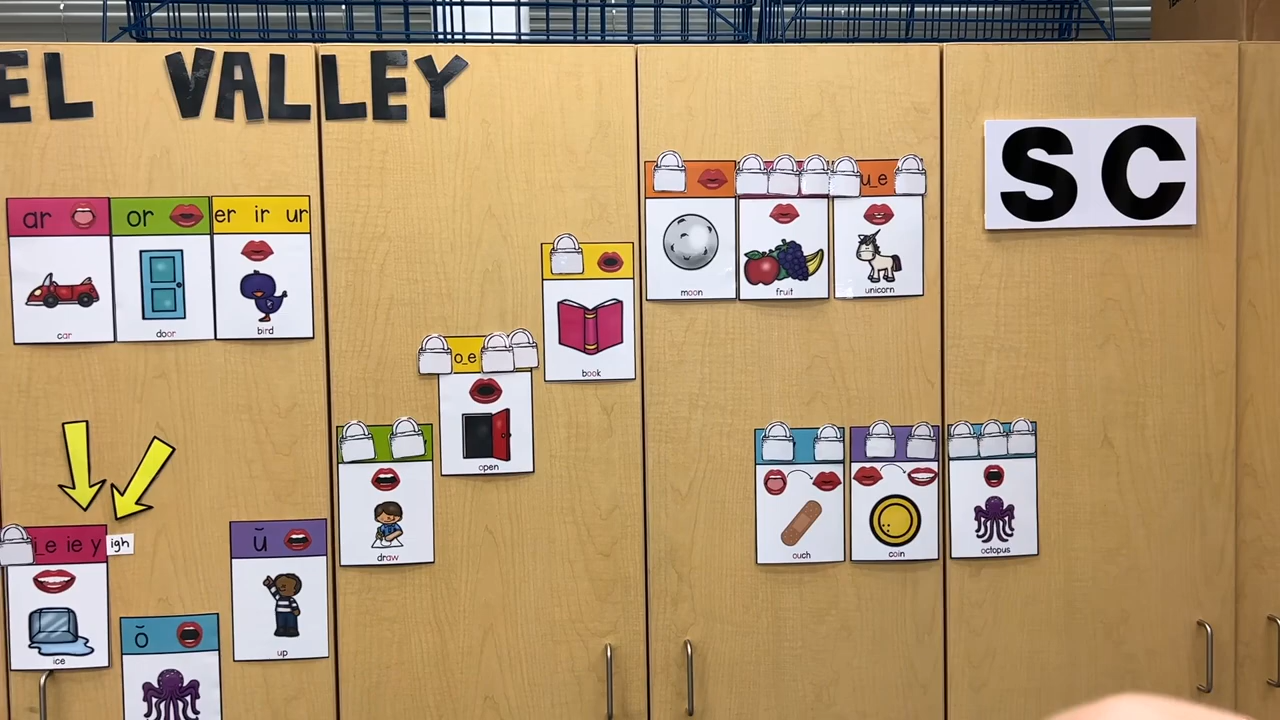 EL VALLEY
SC
ar
or
er ir ur
car
door
bird
book
u_e
moon
fruit
unicorn
o_e
open
draw
ouch
coin
octopus
i_e ie y igh
ice
ŏ
ŭ
up